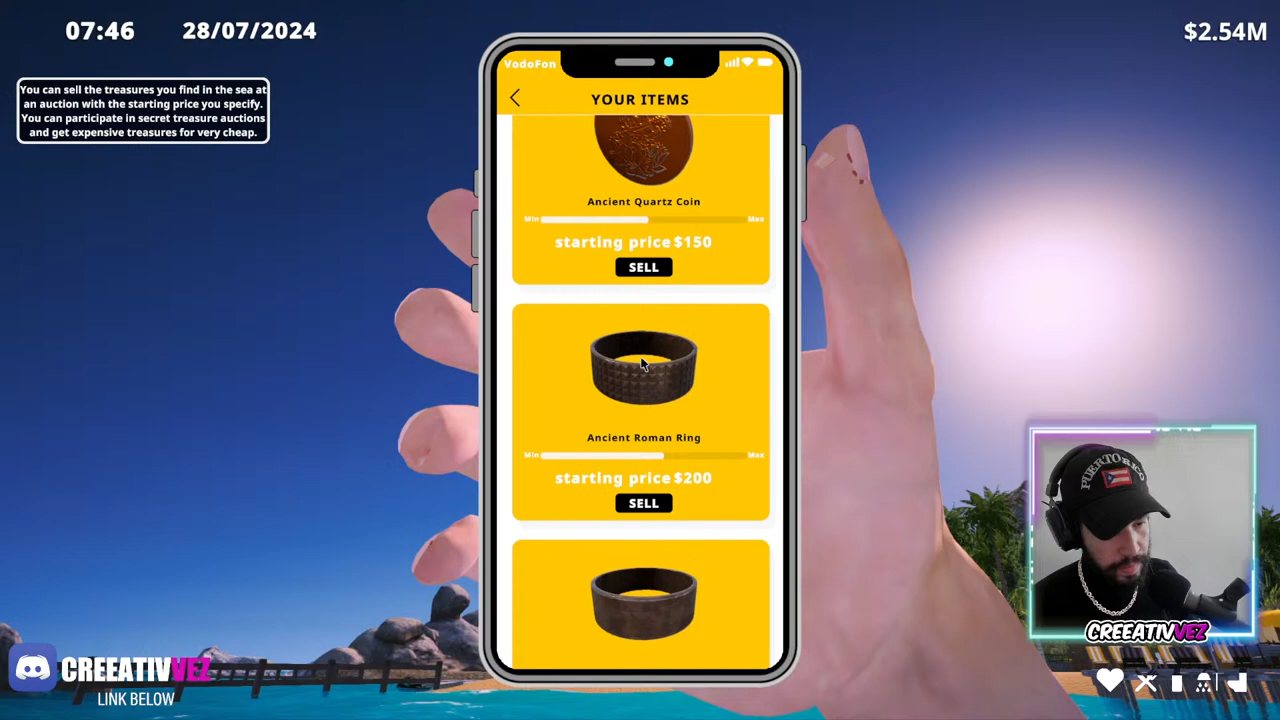 07:46
28/07/2024
$2.54M
You can sell the treasures you find in the sea at
an auction with the starting price you specify.
You can participate in secret treasure auctions
and get expensive treasures for very cheap.
VodoFon
YOUR ITEMS
Ancient Quartz Coin
Min
Max
starting price $150
SELL
Ancient Roman Ring
Min
Max
starting price $200
SELL
PUERTO RICO
CREEATIVVEZ
CREEATIVVEZ
LINK BELOW